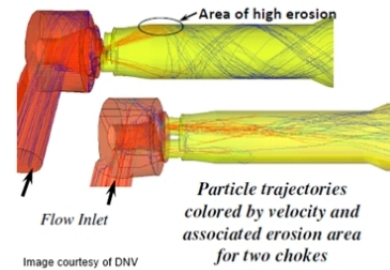 Area of high erosion
Flow Inlet
Particle trajectories
colored by velocity and
associated erosion area
for two chokes
Image courtesy of DNV